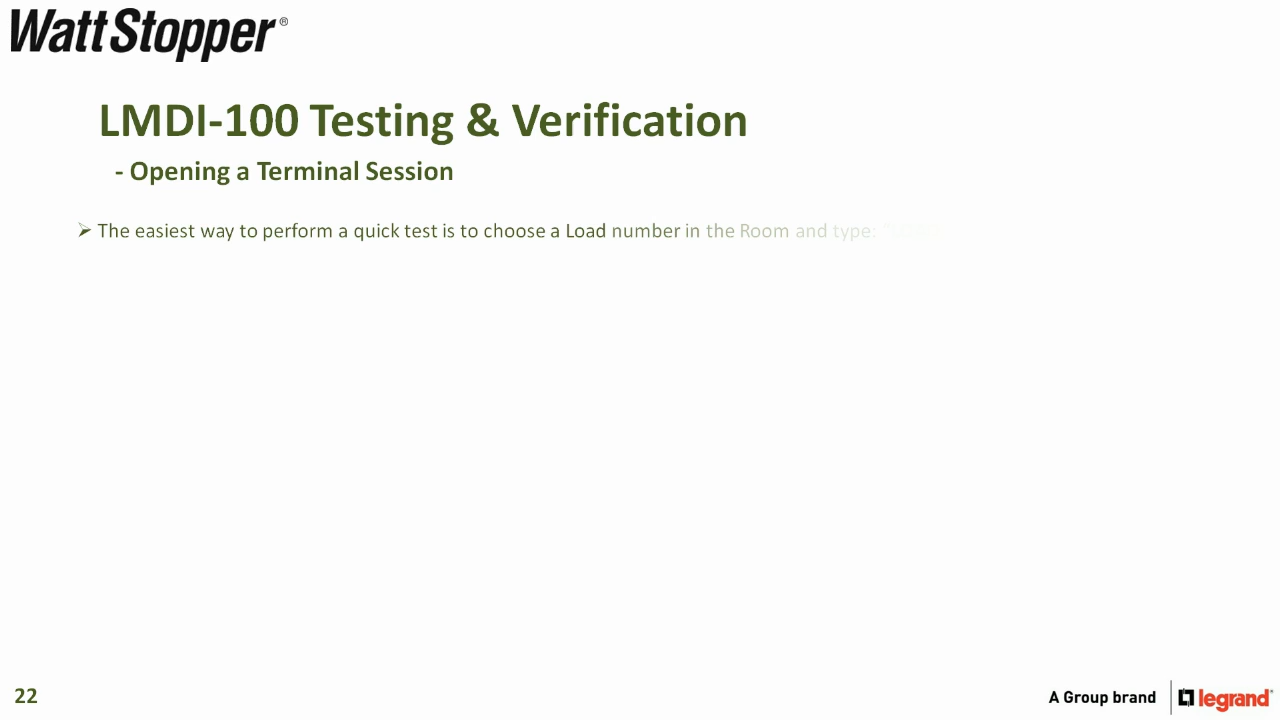 WattStopper®
LMDI-100 Testing & Verification
- Opening a Terminal Session
➢ The easiest way to perform a quick test is to choose a Load number in the Room and type:
22
A Group brand
legrand®